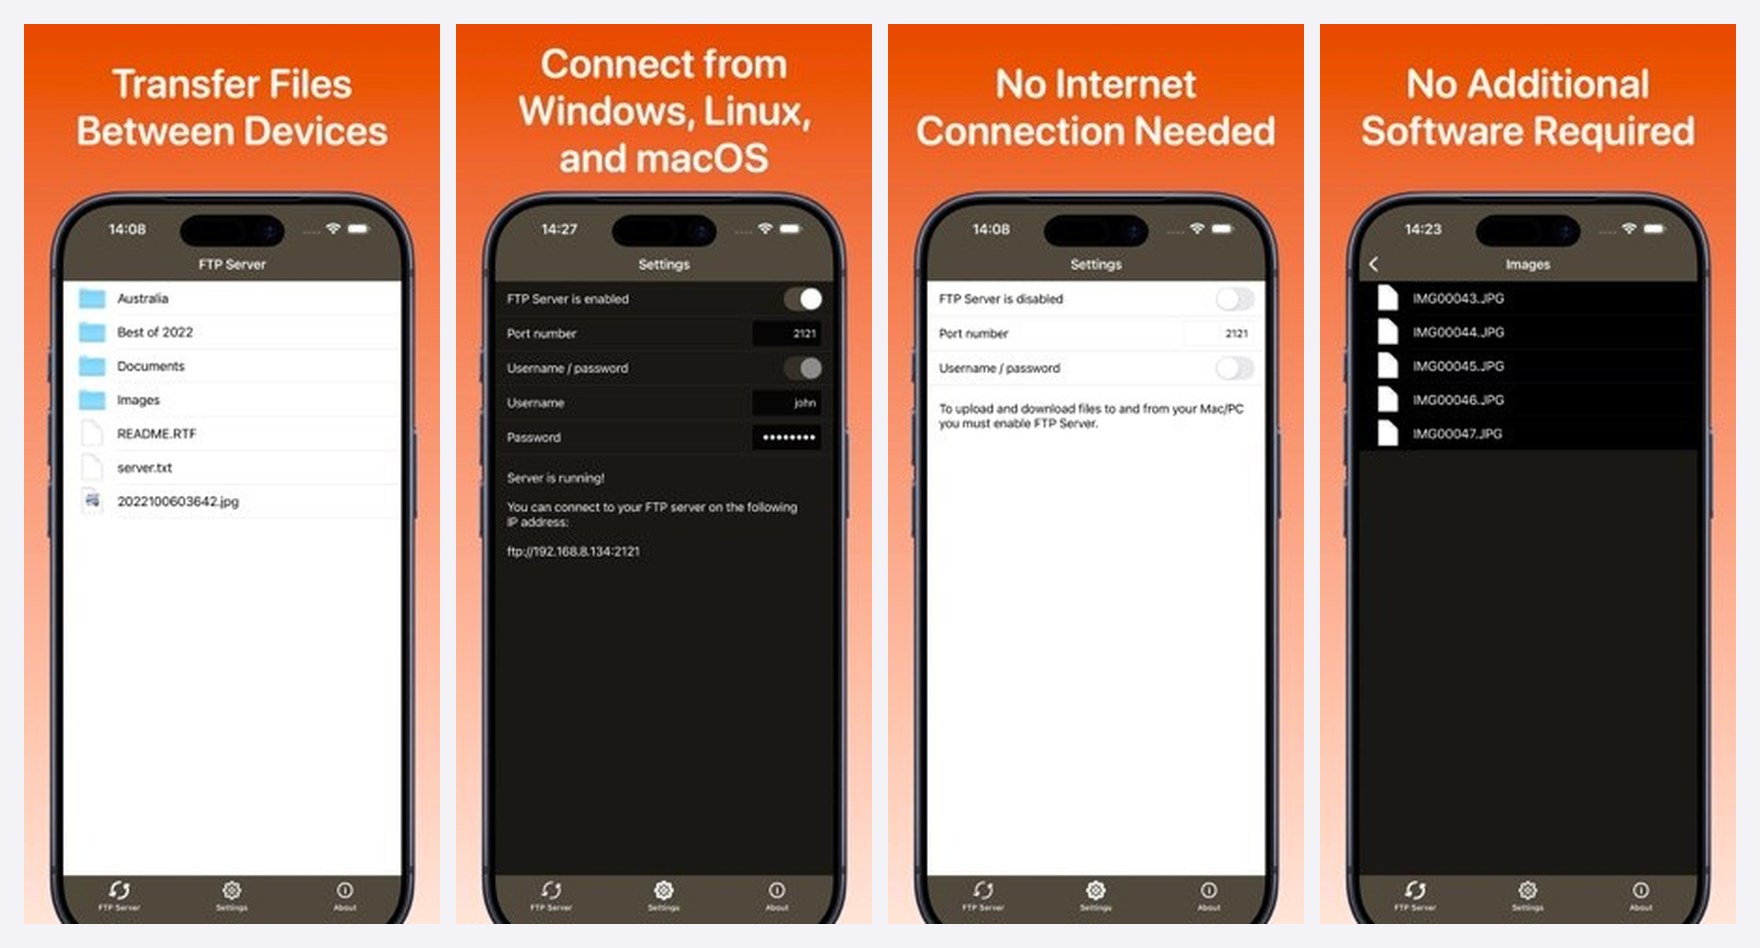 Transfer Files
Between Devices
14:08
FTP Server
Australia
Best of 2022
Documents
Images
README.RTF
server.txt
2022100603642.jpg
FTP Server
Settings
About
Connect from
Windows, Linux,
and macOS
14:27
Settings
FTP Server is enabled
Port number
2121
Username / password
Username
john
Password
••••••••
Server is running!
You can connect to your FTP server on the following
IP address:
ftp://192.168.8.134:2121
FTP Server
Settings
About
No Internet
Connection Needed
14:08
Settings
FTP Server is disabled
Port number
2121
Username / password
To upload and download files to and from your Mac/PC
you must enable FTP Server.
FTP Server
Settings
About
No Additional
Software Required
14:23
Images
IMG00043.JPG
IMG00044.JPG
IMG00045.JPG
IMG00046.JPG
IMG00047.JPG
FTP Server
Settings
About